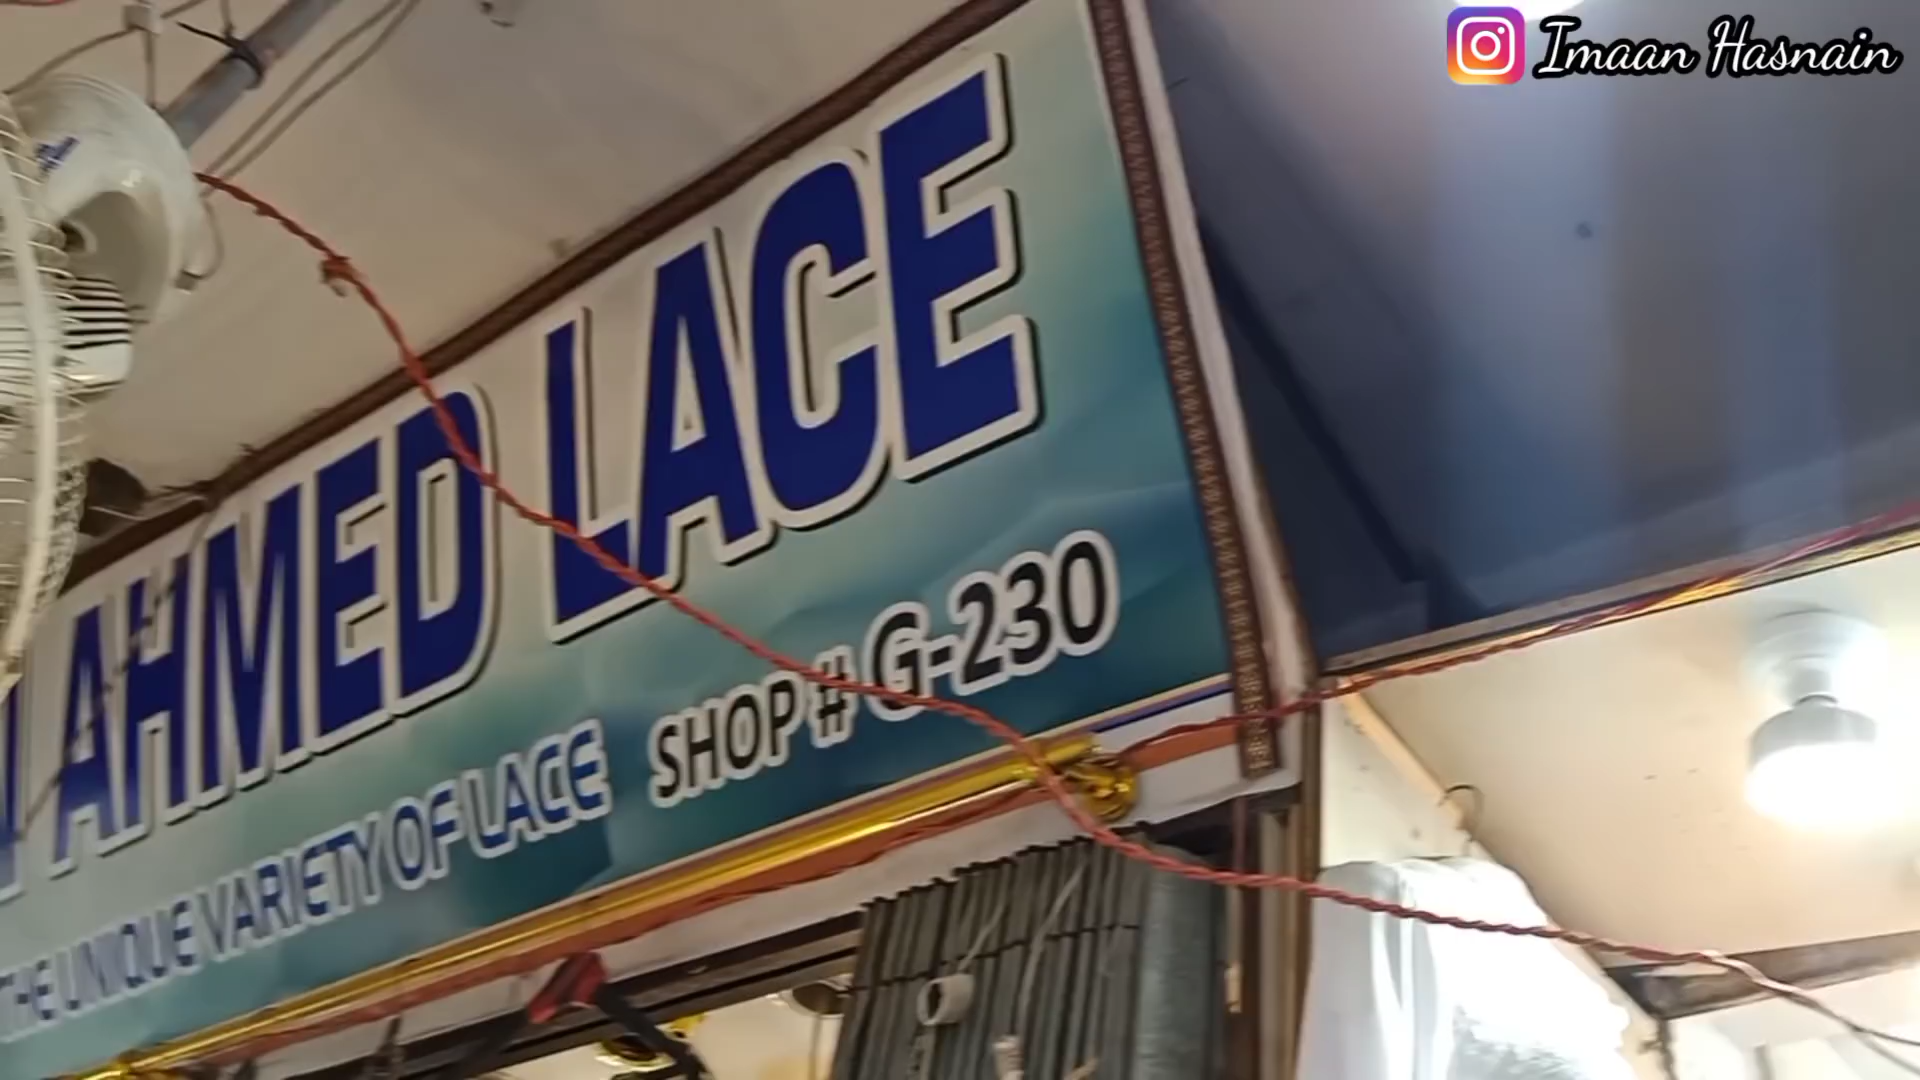 Imaan Hasnain
AHMED LACE
THE UNIQUE VARIETY OF LACE SHOP # G-230